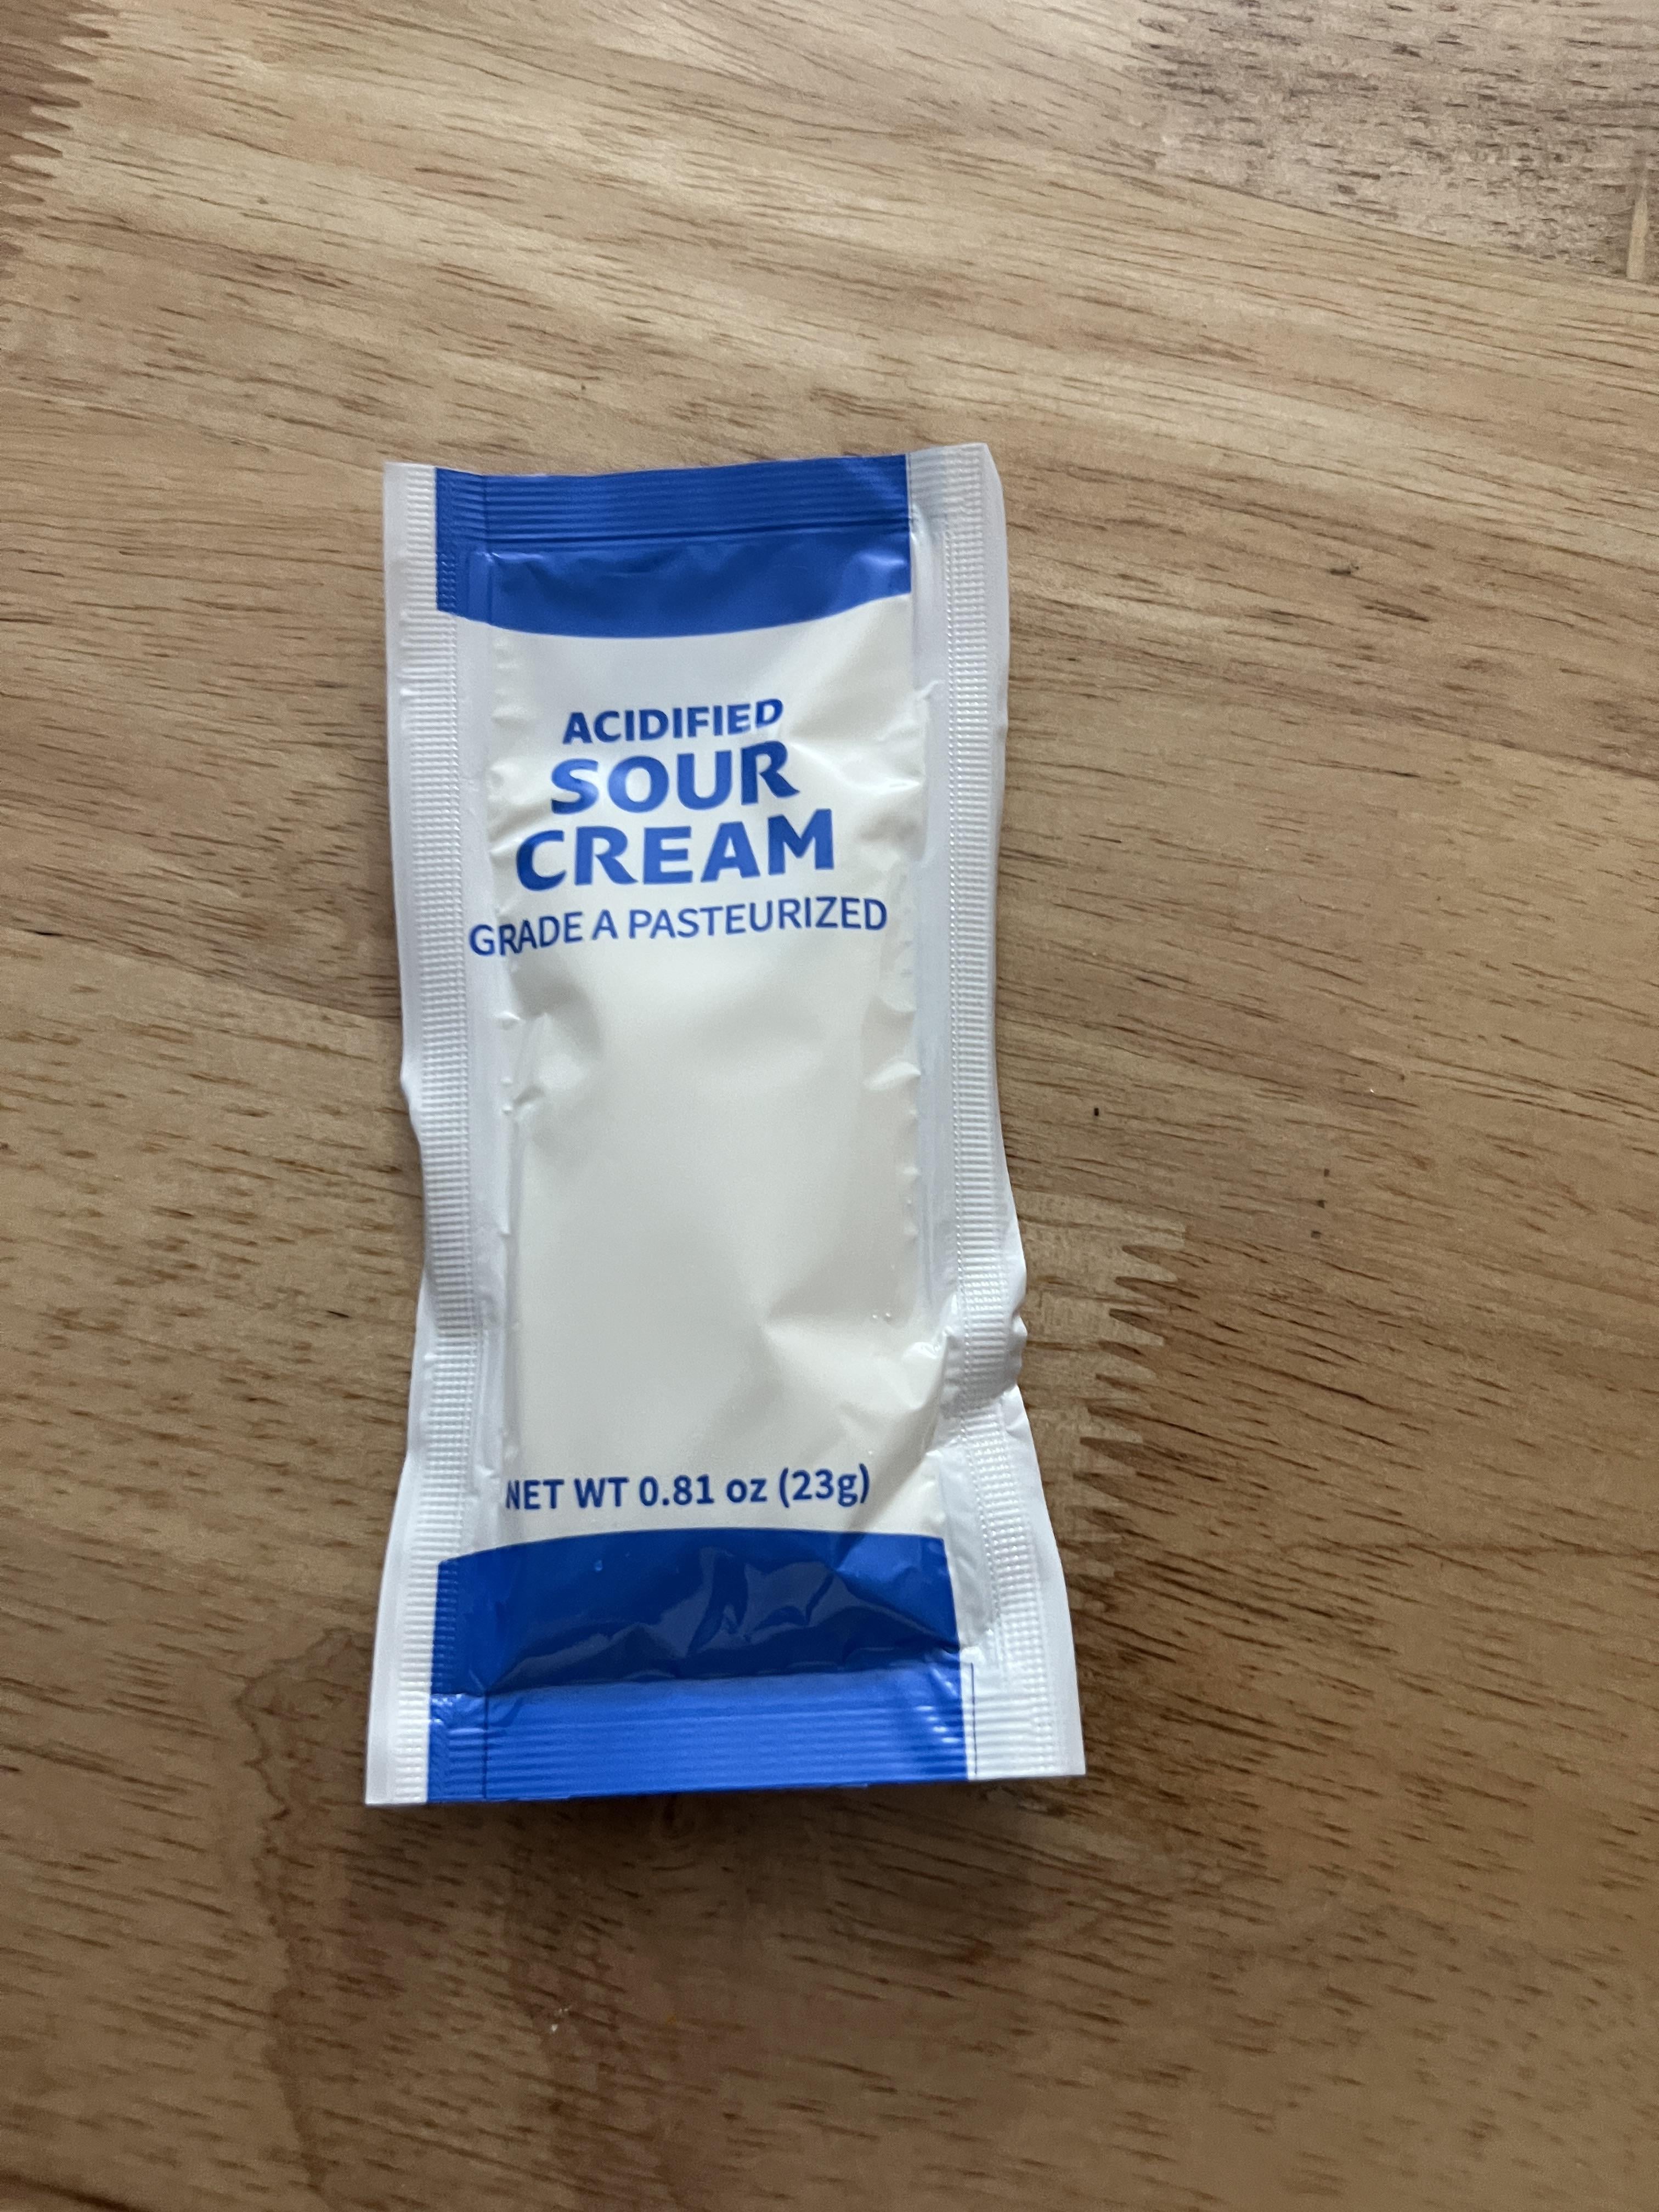 ACIDIFIED
SOUR
CREAM
GRADE A PASTEURIZED
NET WT 0.81 oz (23g)